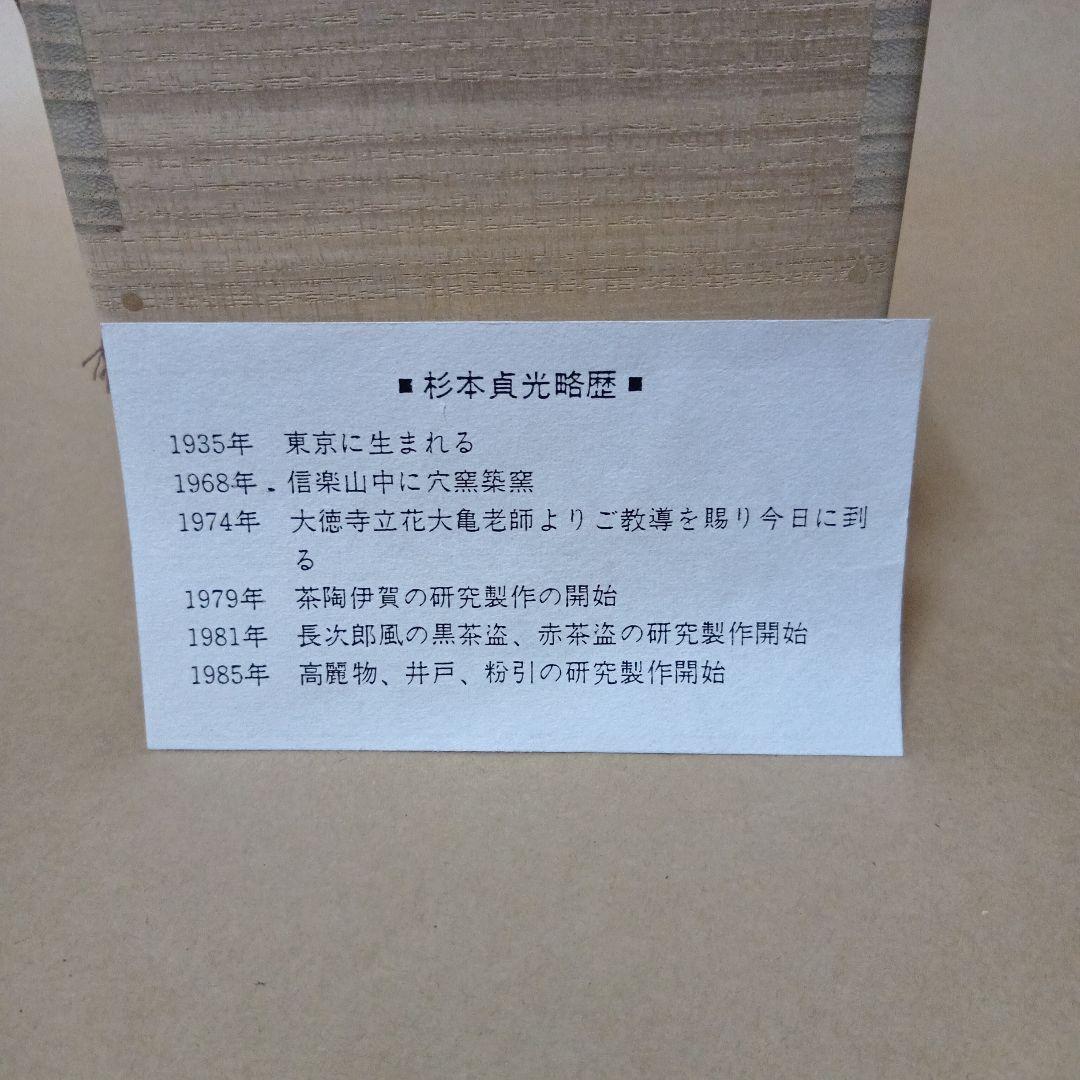 ■杉本貞光略歴■
1935年 東京に生まれる
1968年 信楽山中に穴窯築窯
1974年 大徳寺立花大亀老師よりご教導を賜り今日に到
る
1979年 茶陶伊賀の研究製作の開始
1981年 長次郎風の黒茶盗、赤茶盗の研究製作開始
1985年 高麗物、井戸、粉引の研究製作開始